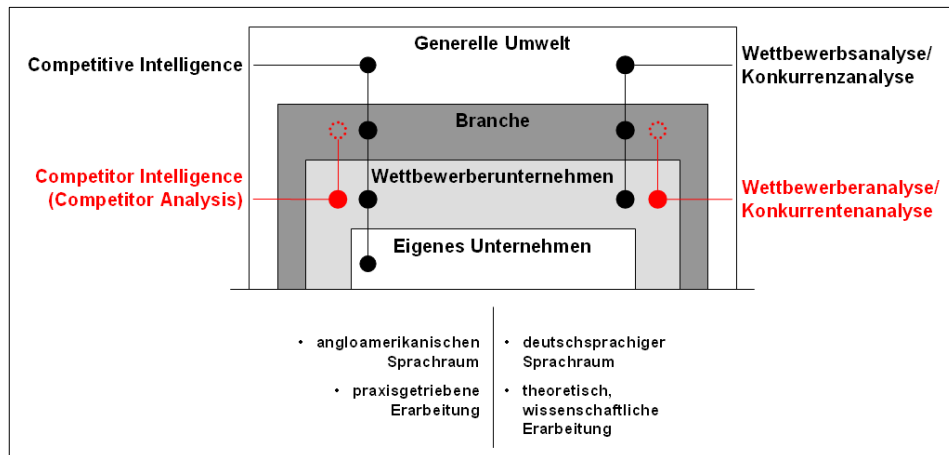 Generelle Umwelt
Competitive Intelligence
Wettbewerbsanalyse/
Konkurrenzanalyse
Branche
Competitor Intelligence
(Competitor Analysis)
Wettbewerberunternehmen
Wettbewerberanalyse/
Konkurrentenanalyse
Eigenes Unternehmen
• angloamerikanischen
Sprachraum
• praxisgetriebene
Erarbeitung
• deutschsprachiger
Sprachraum
• theoretisch,
wissenschaftliche
Erarbeitung